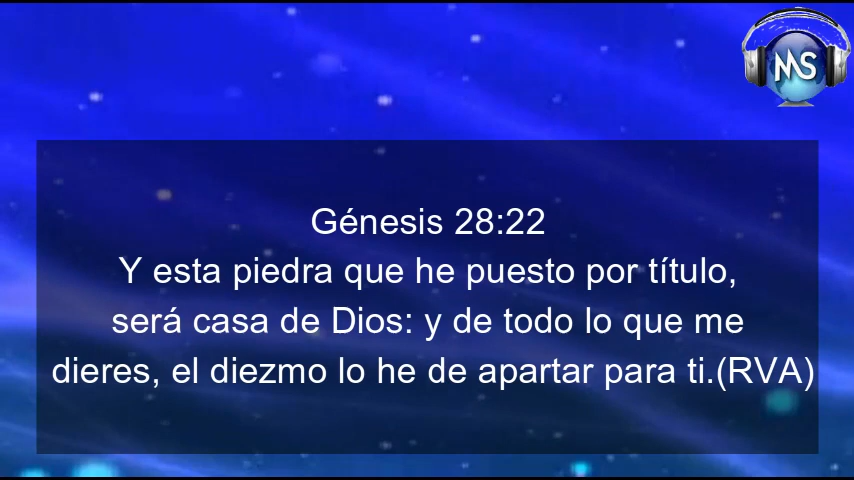 MS
Génesis 28:22
Y esta piedra que he puesto por título,
será casa de Dios: y de todo lo que me
dieres, el diezmo lo he de apartar para ti.(RVA)